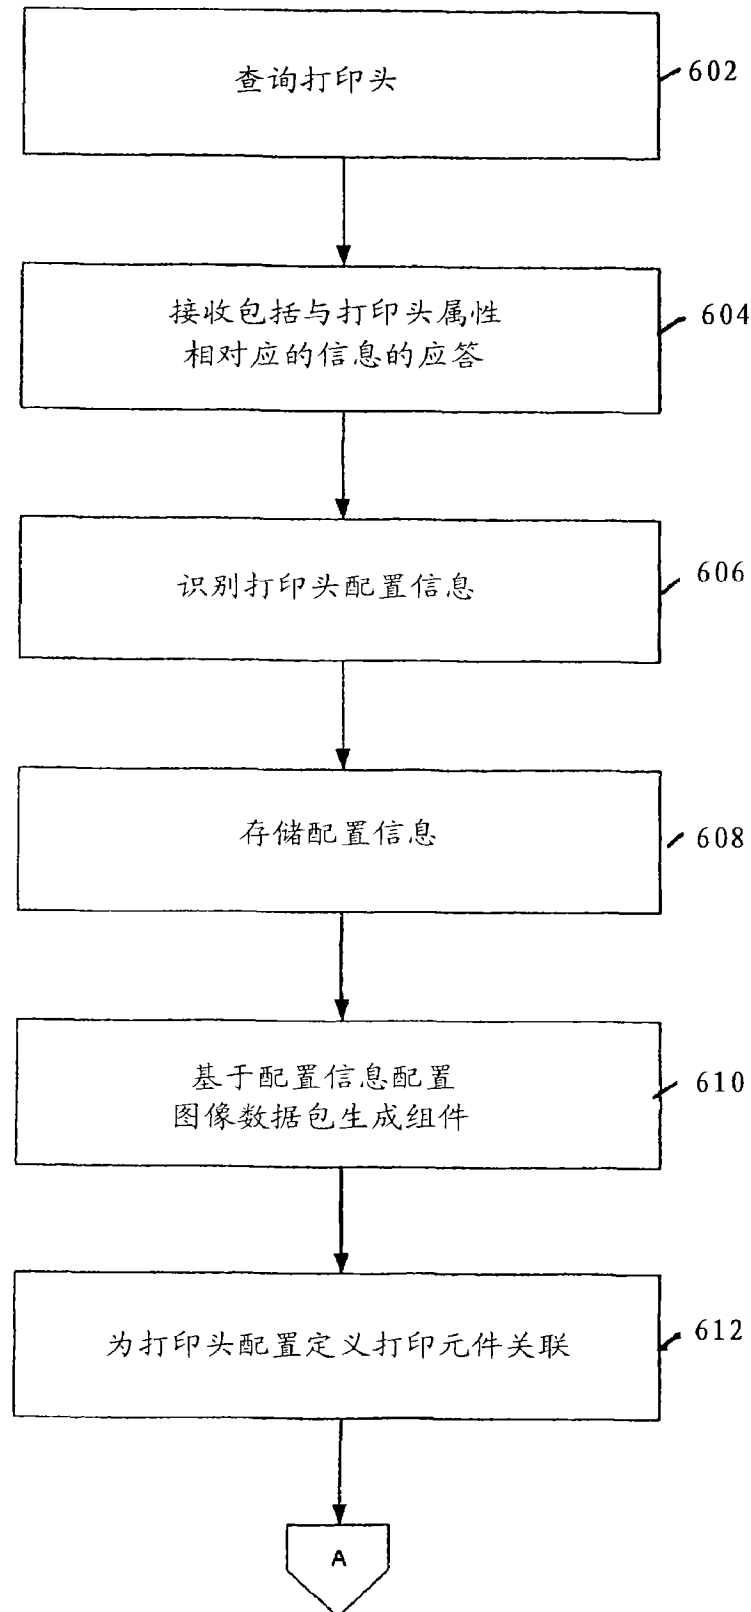 查询打印头
602
接收包括与打印头属性
相对应的信息的应答
604
识别打印头配置信息
606
存储配置信息
608
基于配置信息配置
图像数据包生成组件
610
为打印头配置定义打印元件关联
612
A